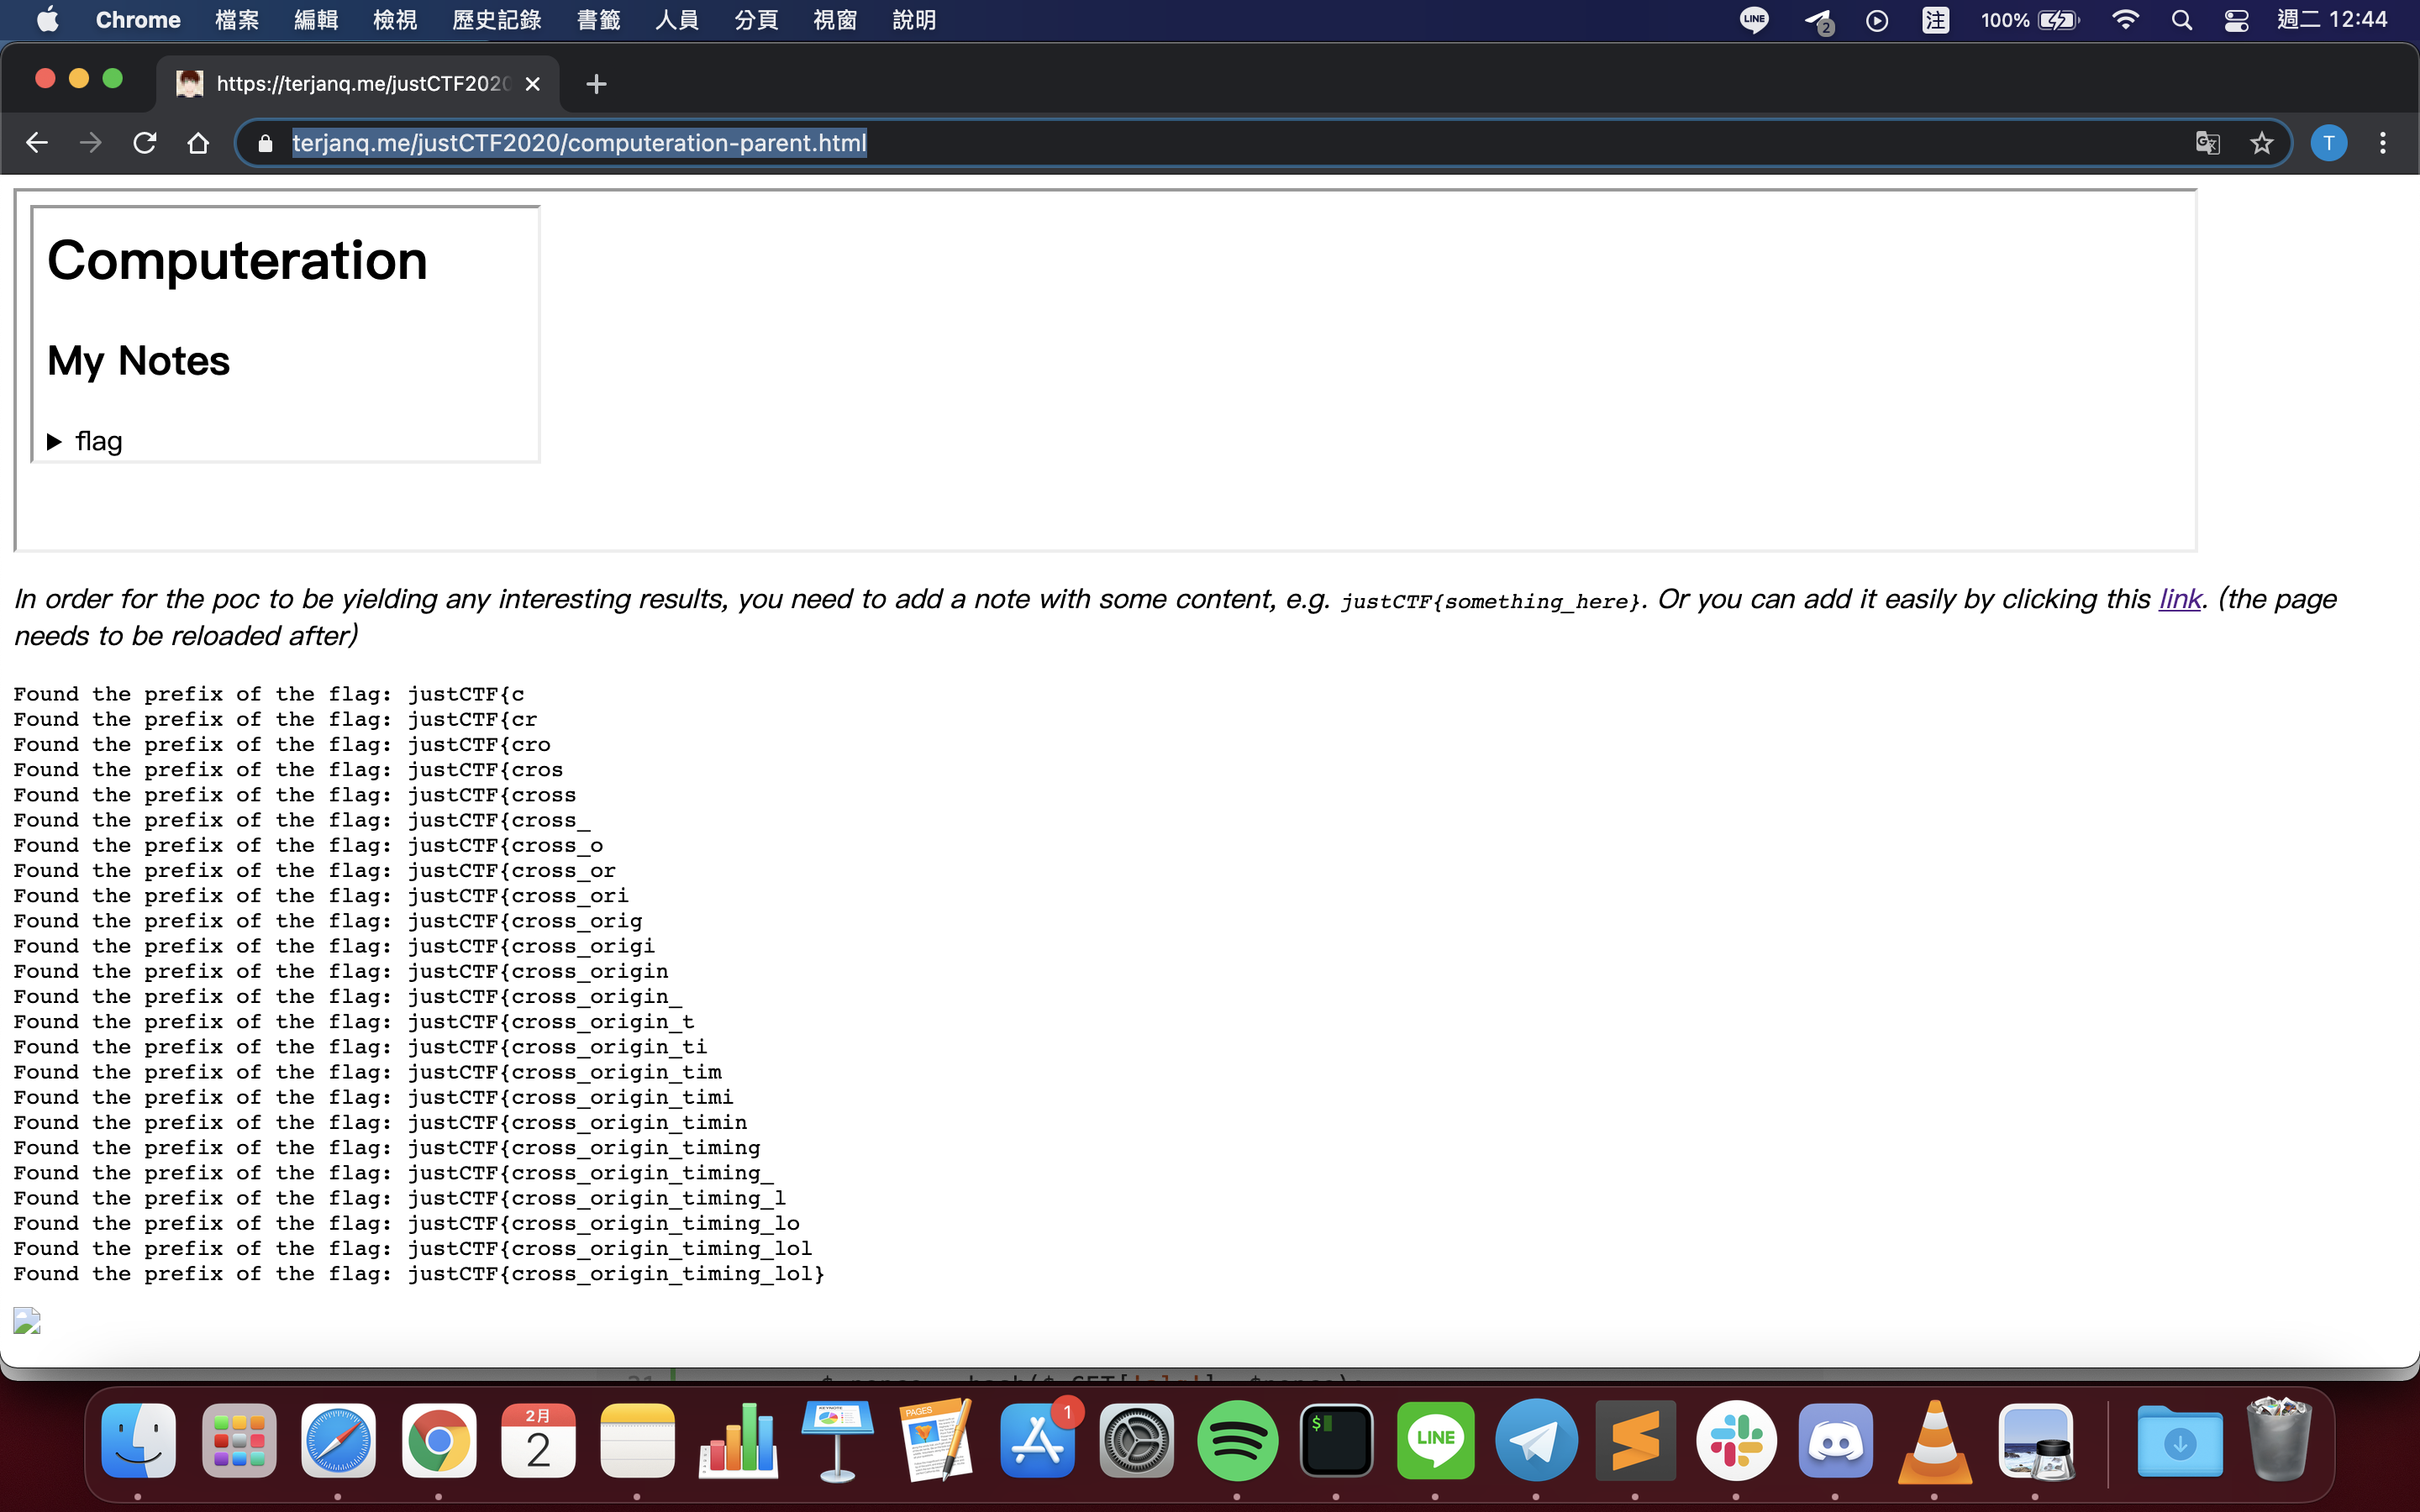 Chrome 檔案 編輯 檢視 歷史記錄 書籤 人員 分頁 視窗 說明 LINE 2 注 100% 週二 12:44
https://terjanq.me/justCTF2020
terjanq.me/justCTF2020/computeration-parent.html T
Computeration
My Notes
▶ flag
In order for the poc to be yielding any interesting results, you need to add a note with some content, e.g. justCTF{something_here}. Or you can add it easily by clicking this link. (the page
needs to be reloaded after)
Found the prefix of the flag: justCTF{c
Found the prefix of the flag: justCTF{cr
Found the prefix of the flag: justCTF{cro
Found the prefix of the flag: justCTF{cros
Found the prefix of the flag: justCTF{cross
Found the prefix of the flag: justCTF{cross_
Found the prefix of the flag: justCTF{cross_o
Found the prefix of the flag: justCTF{cross_or
Found the prefix of the flag: justCTF{cross_ori
Found the prefix of the flag: justCTF{cross_orig
Found the prefix of the flag: justCTF{cross_origi
Found the prefix of the flag: justCTF{cross_origin
Found the prefix of the flag: justCTF{cross_origin_
Found the prefix of the flag: justCTF{cross_origin_t
Found the prefix of the flag: justCTF{cross_origin_ti
Found the prefix of the flag: justCTF{cross_origin_tim
Found the prefix of the flag: justCTF{cross_origin_timi
Found the prefix of the flag: justCTF{cross_origin_timin
Found the prefix of the flag: justCTF{cross_origin_timing
Found the prefix of the flag: justCTF{cross_origin_timing_
Found the prefix of the flag: justCTF{cross_origin_timing_l
Found the prefix of the flag: justCTF{cross_origin_timing_lo
Found the prefix of the flag: justCTF{cross_origin_timing_lol
Found the prefix of the flag: justCTF{cross_origin_timing_lol}
2月
2
KEYNOTE
PAGES
1
$
LINE